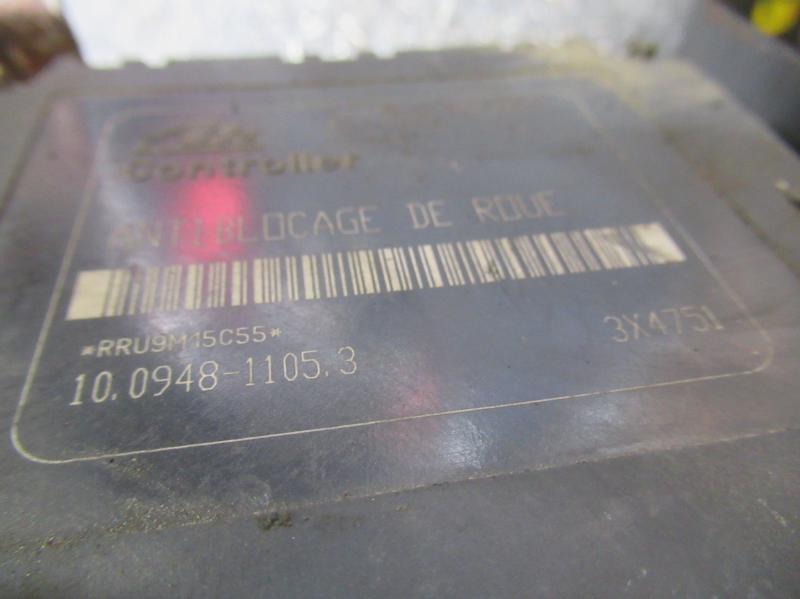 Controller
ANTIBLOCAGE DE ROUE
*RRU9M15C55*
3X4751
10.0948-1105.3